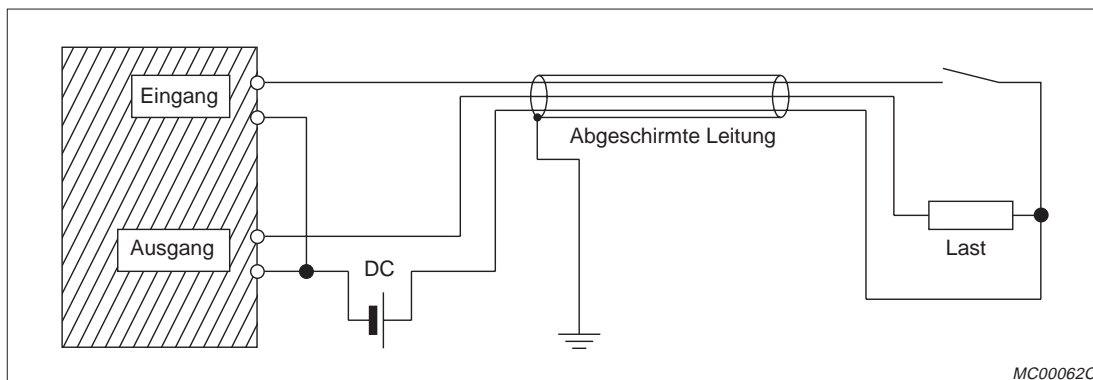 Eingang
Abgeschirmte Leitung
Ausgang
DC
Last
MC00062C